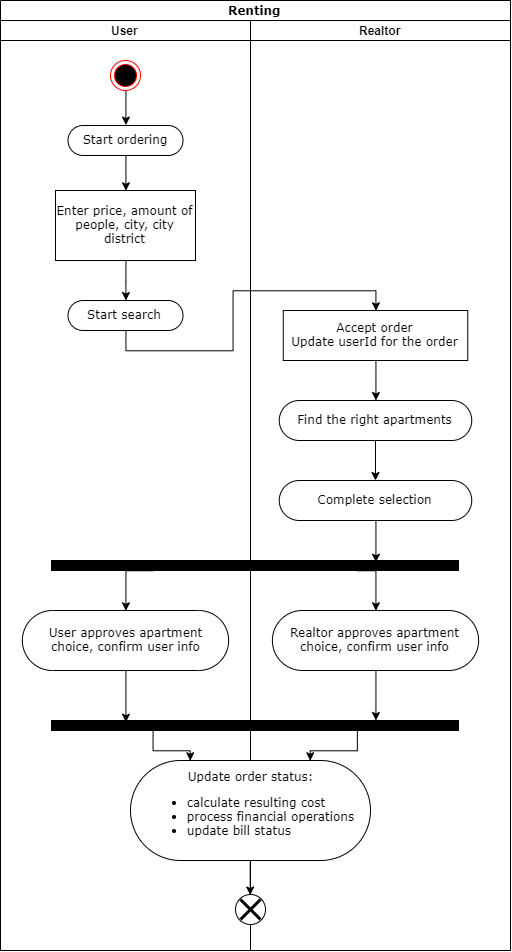 Renting
User
Realtor
Start ordering
Enter price, amount of
people, city, city
district
Start search
Accept order
Update userId for the order
Find the right apartments
Complete selection
User approves apartment
choice, confirm user info
Realtor approves apartment
choice, confirm user info
Update order status:
• calculate resulting cost
• process financial operations
• update bill status